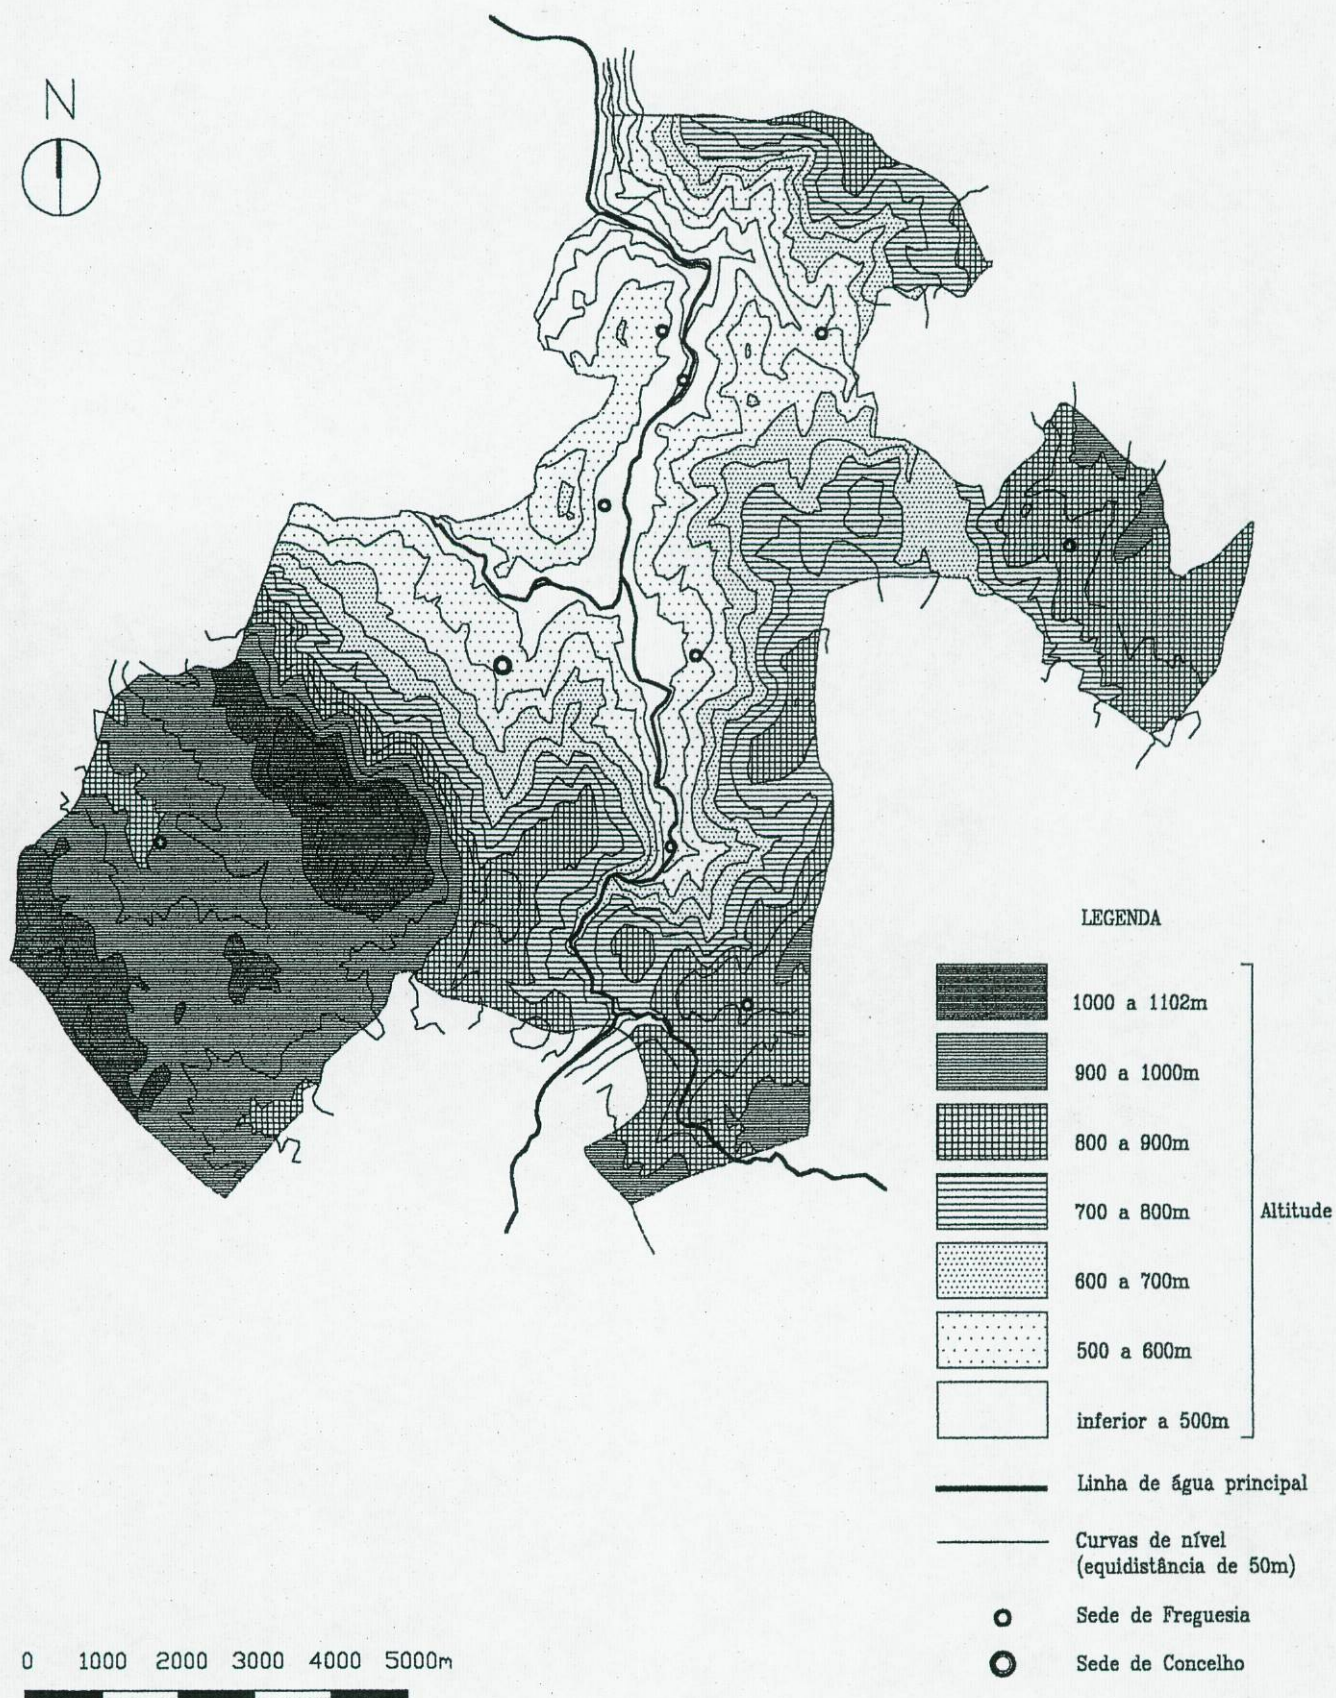 N
LEGENDA
1000 a 1102m
900 a 1000m
800 a 900m
700 a 800m
600 a 700m
500 a 600m
inferior a 500m
Altitude
Linha de água principal
Curvas de nível
(equidistância de 50m)
Sede de Freguesia
Sede de Concelho
0 1000 2000 3000 4000 5000m